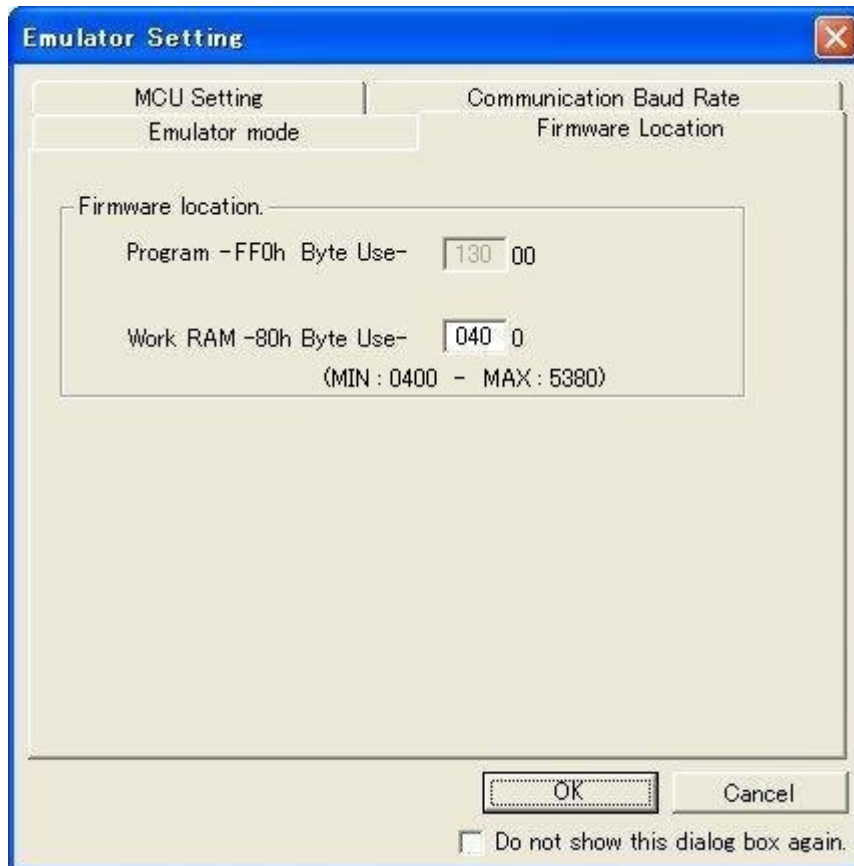 Emulator Setting
MCU Setting
Communication Baud Rate
Emulator mode
Firmware Location
Firmware location.
Program -FF0h Byte Use- 130 00
Work RAM -80h Byte Use- 040 0
(MIN : 0400 - MAX : 5380)
OK
Cancel
Do not show this dialog box again.